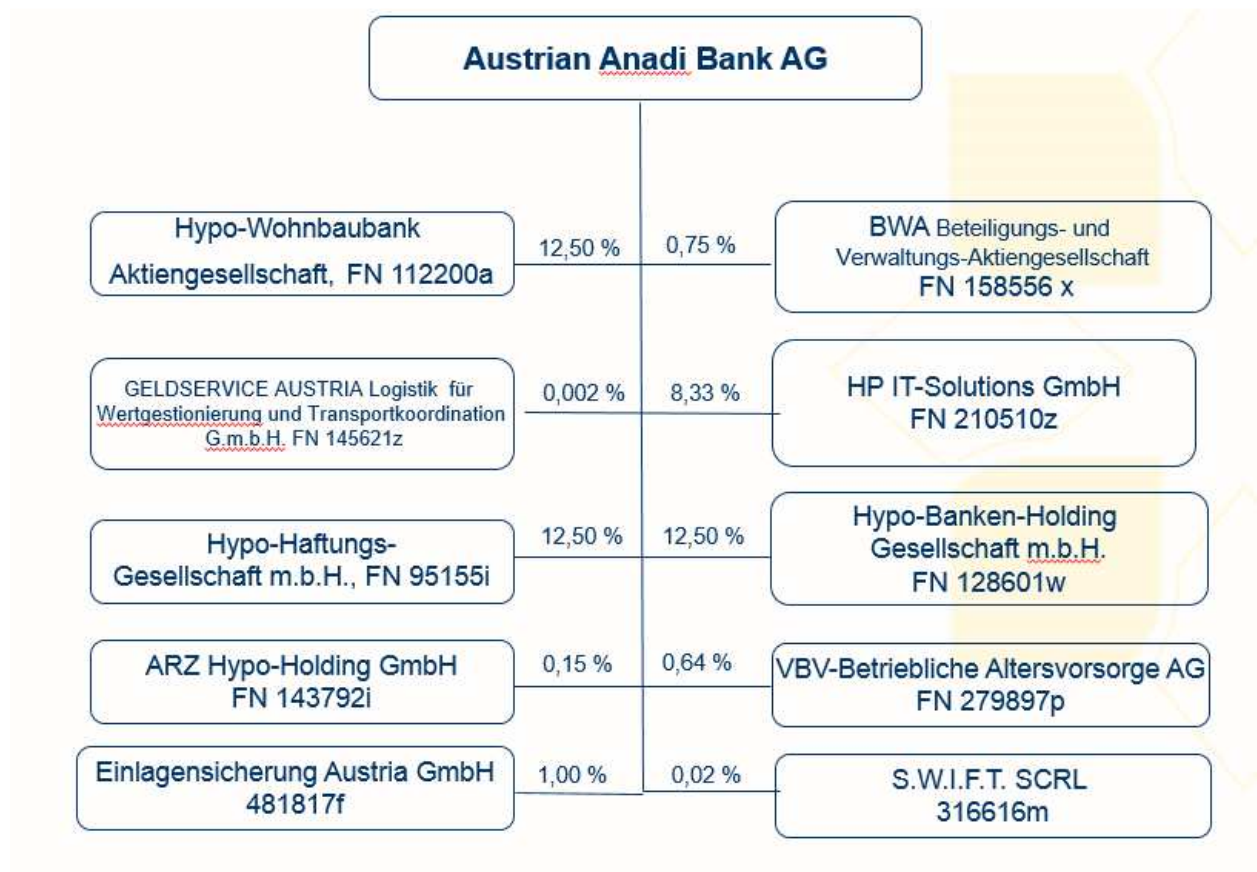 Austrian Anadi Bank AG
Hypo-Wohnbaubank
Aktiengesellschaft, FN 112200a
12,50 %
0,75 %
BWA Beteiligungs- und
Verwaltungs-Aktiengesellschaft
FN 158556 x
GELDSERVICE AUSTRIA Logistik für
Wertgestionierung und Transportkoordination
G.m.b.H. FN 145621z
0,002 %
8,33 %
HP IT-Solutions GmbH
FN 210510z
Hypo-Haftungs-
Gesellschaft m.b.H., FN 95155i
12,50 %
12,50 %
Hypo-Banken-Holding
Gesellschaft m.b.H.
FN 128601w
ARZ Hypo-Holding GmbH
FN 143792i
0,15 %
0,64 %
VBV-Betriebliche Altersvorsorge AG
FN 279897p
Einlagensicherung Austria GmbH
481817f
1,00 %
0,02 %
S.W.I.F.T. SCRL
316616m